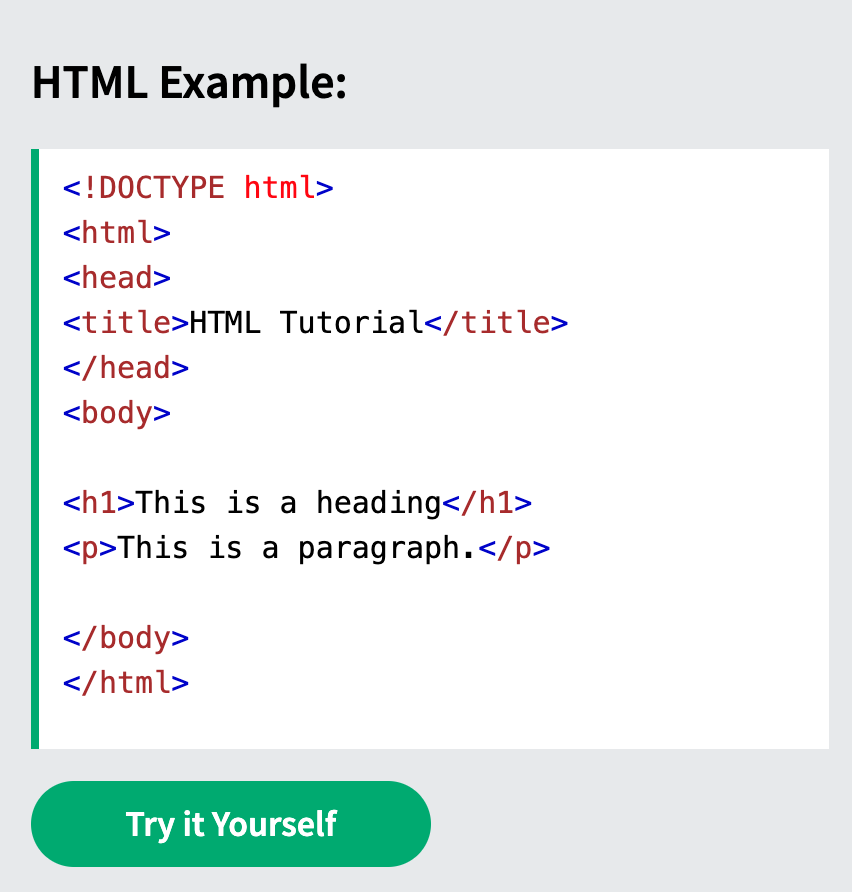 HTML Example:
<!DOCTYPE html>
<html>
<head>
<title>HTML Tutorial</title>
</head>
<body>
<h1>This is a heading</h1>
<p>This is a paragraph.</p>
</body>
</html>
Try it Yourself